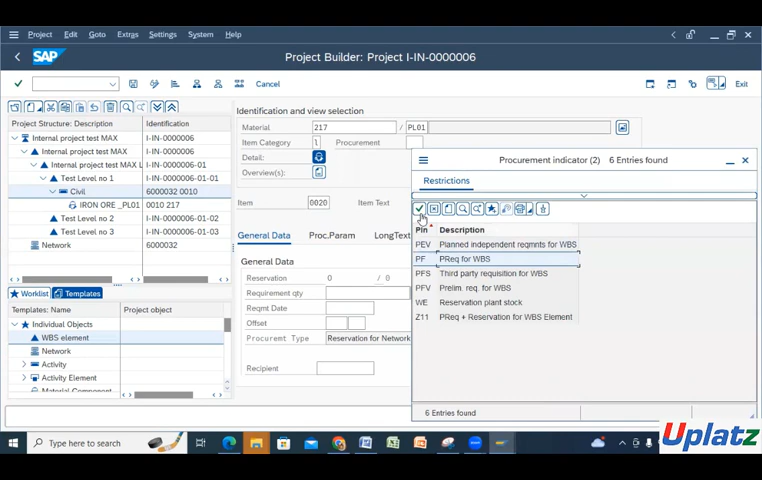 Project Edit Goto Extras Settings System Help
SAP Project Builder: Project I-IN-0000006
Cancel Exit
Project Structure: Description Identification
Internal project test MAX I-IN-0000006
Internal project test MAX I-IN-0000006
Internal project test MAX L I-IN-0000006-01
Test Level no 1 I-IN-0000006-01-01
Civil 6000032 0010
IRON ORE _PL01 0010 217
Test Level no 2 I-IN-0000006-01-02
Test Level no 3 I-IN-0000006-01-03
Network 6000032
Worklist Templates
Templates: Name Project object
Individual Objects
WBS element
Network
Activity
Activity Element
Material Component
Identification and view selection
Material 217 / PL01
Item Category l Procurement
Detail:
Overview(s):
Item 0020 Item Text
General Data Proc.Param LongText
General Data
Reservation 0 / 0
Requirement qty
Reqmt Date
Offset
Procuremt Type Reservation for Network
Recipient
Procurement indicator (2) 6 Entries found
Restrictions
PIn Description
PEV Planned independent reqmnts for WBS
PF PReq for WBS
PFS Third party requisition for WBS
PFV Prelim. req. for WBS
WE Reservation plant stock
Z11 PReq + Reservation for WBS Element
6 Entries found
Type here to search
Uplatz